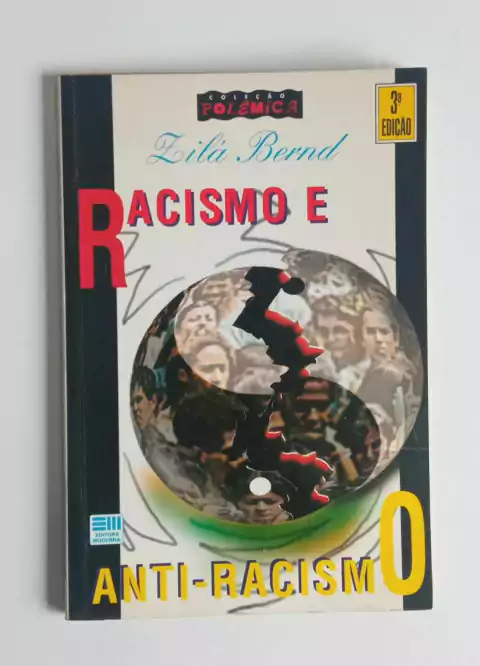 COLEÇÃO
POLÊMICA
3ª
EDIÇÃO
Zilá Bernd
RACISMO E
EDITORA
MODERNA
ANTI-RACISMO